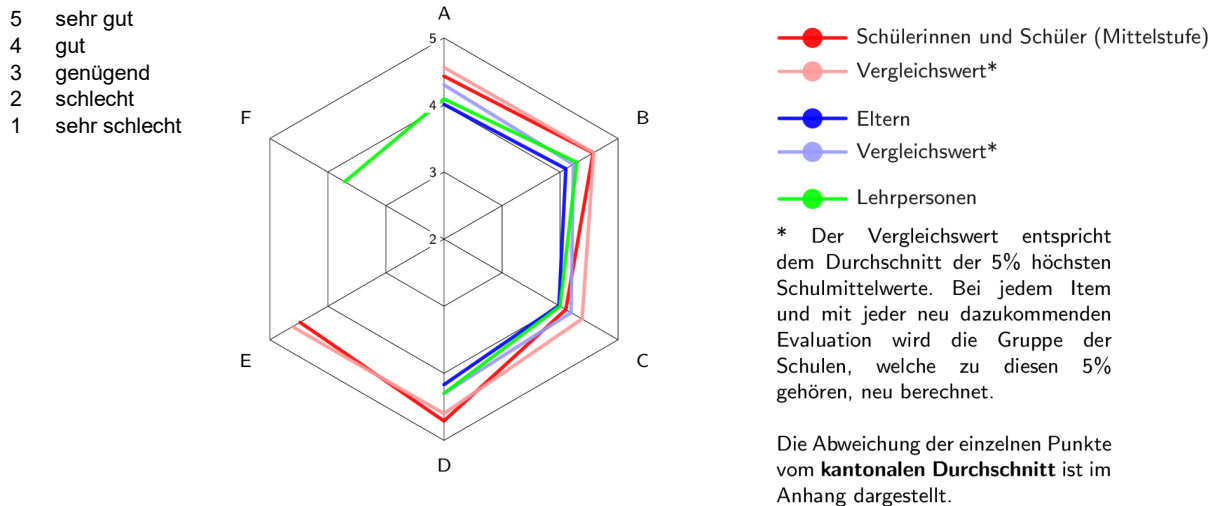 5 sehr gut
4 gut
3 genügend
2 schlecht
1 sehr schlecht
A
5
B
4
F
3
2
E
C
D
Schülerinnen und Schüler (Mittelstufe)
Vergleichswert*
Eltern
Vergleichswert*
Lehrpersonen
* Der Vergleichswert entspricht
dem Durchschnitt der 5% höchsten
Schulmittelwerte. Bei jedem Item
und mit jeder neu dazukommenden
Evaluation wird die Gruppe der
Schulen, welche zu diesen 5%
gehören, neu berechnet.
Die Abweichung der einzelnen Punkte
vom kantonalen Durchschnitt ist im
Anhang dargestellt.